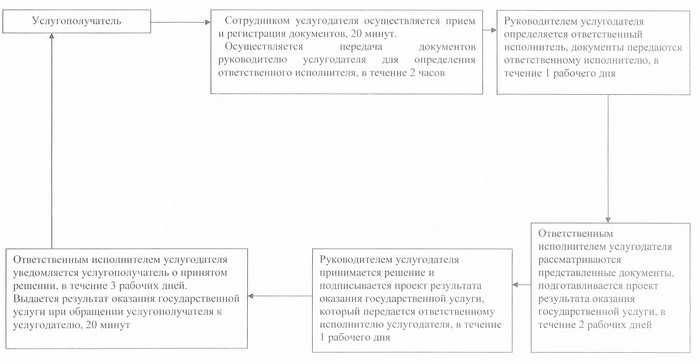 Услугополучатель
Сотрудником услугодателя осуществляется прием
и регистрация документов, 20 минут.
Осуществляется передача документов
руководителю услугодателя для определения
ответственного исполнителя, в течение 2 часов
Руководителем услугодателя
определяется ответственный
исполнитель, документы передаются
ответственному исполнителю, в
течение 1 рабочего дня
Ответственным
исполнителем услугодателя
рассматриваются
представленные документы,
подготавливается проект
результата оказания
государственной услуги, в
течение 2 рабочих дней
Руководителем услугодателя
принимается решение и
подписывается проект результата
оказания государственной услуги,
который передается ответственному
исполнителю услугодателя, в течение
1 рабочего дня
Ответственным исполнителем услугодателя
уведомляется услугополучатель о принятом
решении, в течение 3 рабочих дней.
Выдается результат оказания государственной
услуги при обращении услугополучателя к
услугодателю, 20 минут